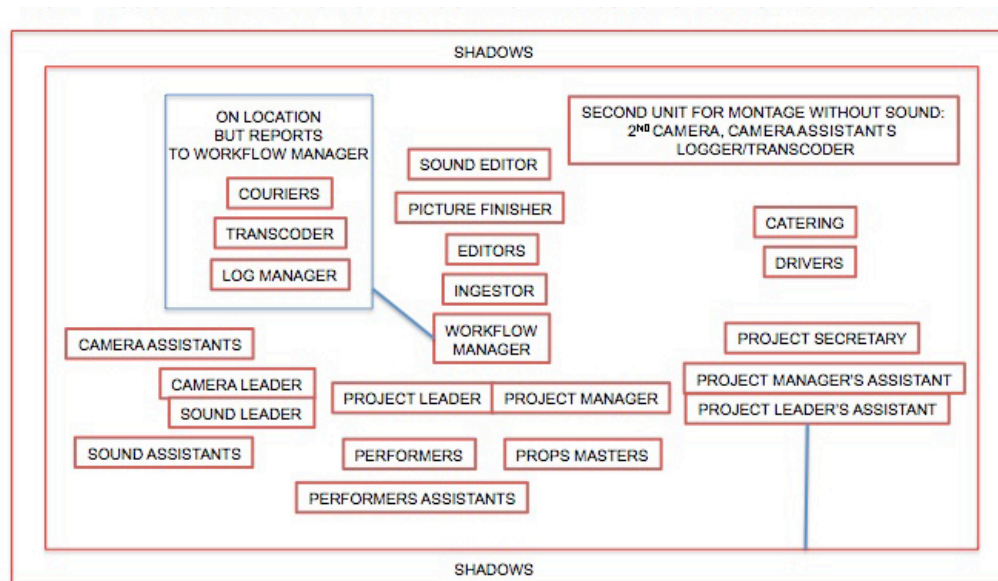 SHADOWS
ON LOCATION
BUT REPORTS
TO WORKFLOW MANAGER
COURIERS
TRANSCODER
LOG MANAGER
SOUND EDITOR
PICTURE FINISHER
EDITORS
INGESTOR
WORKFLOW
MANAGER
SECOND UNIT FOR MONTAGE WITHOUT SOUND:
2ND CAMERA, CAMERA ASSISTANTS
LOGGER/TRANSCODER
CATERING
DRIVERS
CAMERA ASSISTANTS
CAMERA LEADER
SOUND LEADER
SOUND ASSISTANTS
PROJECT LEADER
PROJECT MANAGER
PROJECT SECRETARY
PROJECT MANAGER'S ASSISTANT
PROJECT LEADER'S ASSISTANT
PERFORMERS
PROPS MASTERS
PERFORMERS ASSISTANTS
SHADOWS